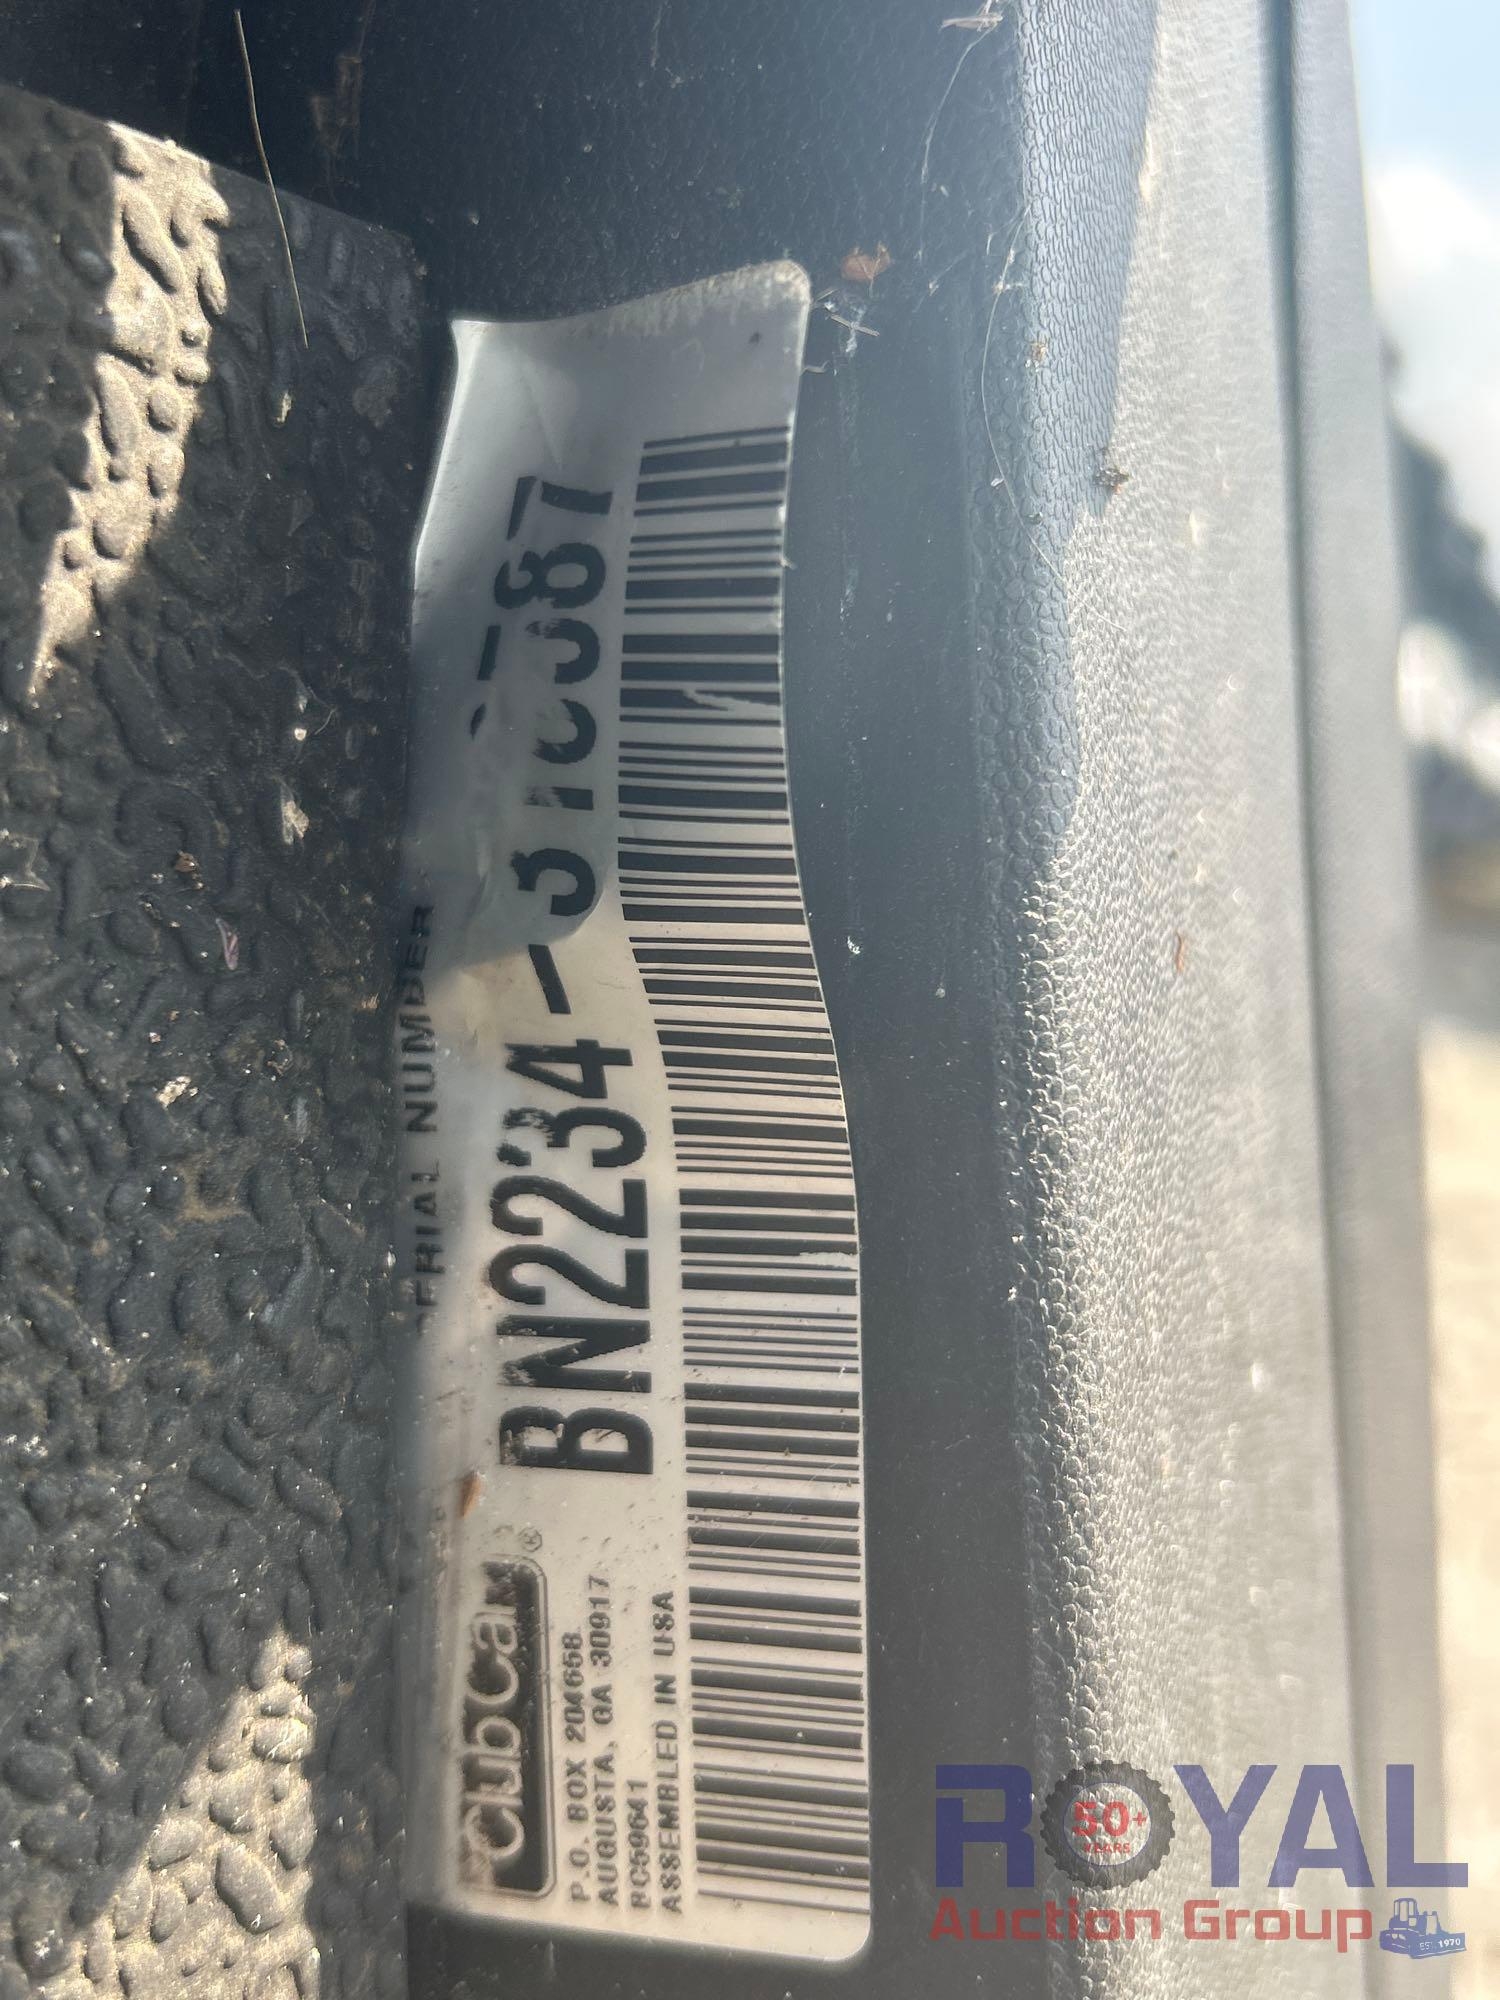 SERIAL NUMBER
BN2234-
ClubCar®
P.O. BOX 204658
AUGUSTA, GA 30917
RC59641
ASSEMBLED IN USA
ROYAL
50+
YEARS
Auction Group
EST. 1970